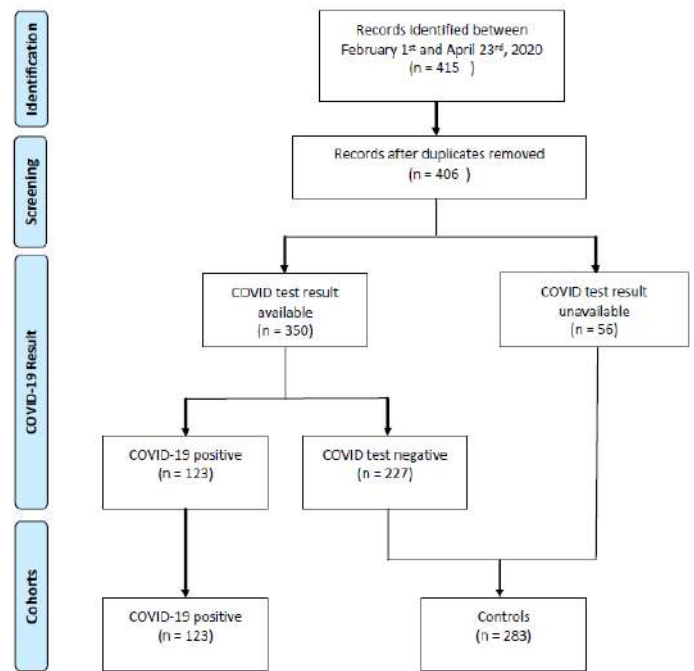 Identification
Records identified between
February 1st and April 23rd, 2020
(n = 415   )
Screening
Records after duplicates removed
(n = 406   )
COVID-19 Result
COVID test result
available
(n = 350)
COVID test result
unavailable
(n = 56)
COVID-19 positive
(n = 123)
COVID test negative
(n = 227)
Cohorts
COVID-19 positive
(n = 123)
Controls
(n = 283)